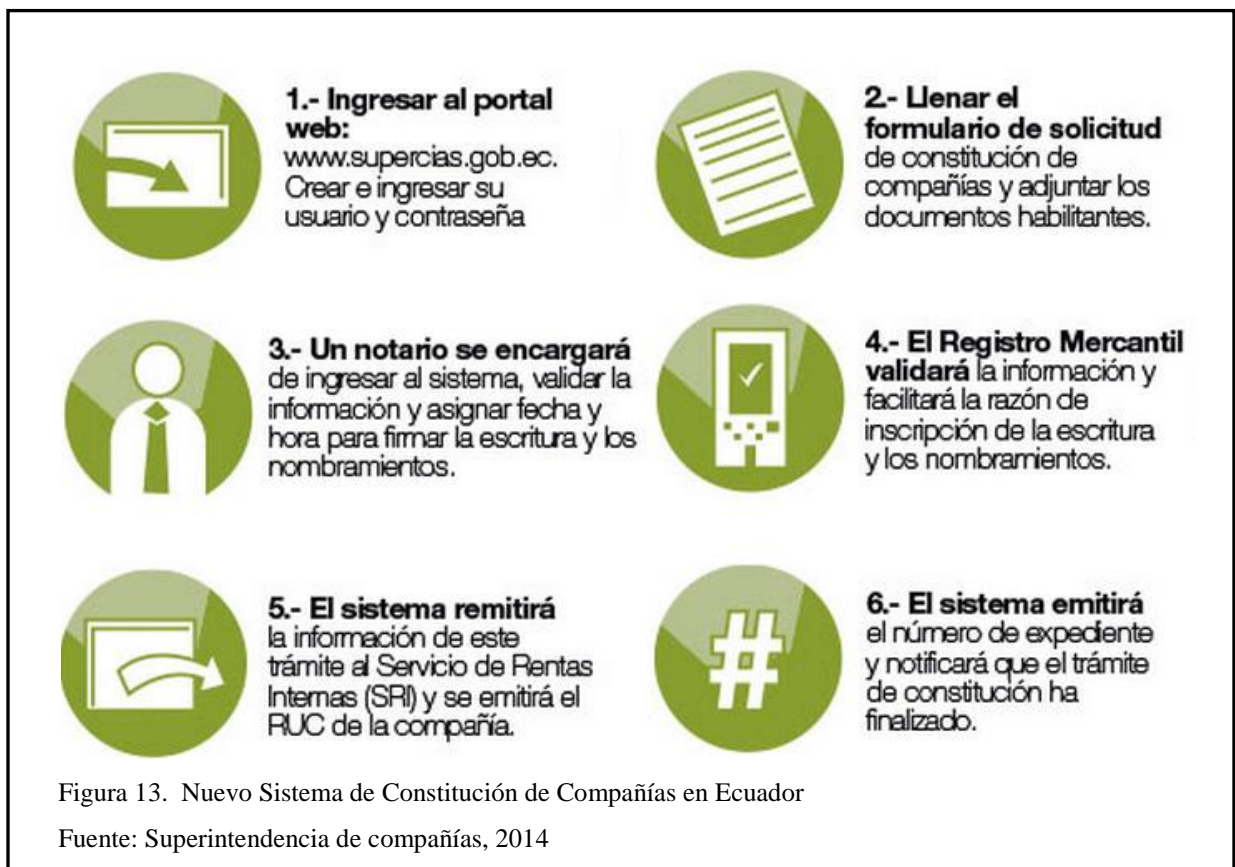 1.- Ingresar al portal
web:
www.supercias.gob.ec.
Crear e ingresar su
usuario y contraseña
2.- Llenar el
formulario de solicitud
de constitución de
compañías y adjuntar los
documentos habilitantes.
3.- Un notario se encargará
de ingresar al sistema, validar la
información y asignar fecha y
hora para firmar la escritura y los
nombramientos.
4.- El Registro Mercantil
validará la información y
facilitará la razón de
inscripción de la escritura
y los nombramientos.
5.- El sistema remitirá
la información de este
trámite al Servicio de Rentas
Internas (SRI) y se emitirá el
RUC de la compañía.
#
6.- El sistema emitirá
el número de expediente
y notificará que el trámite
de constitución ha
finalizado.
Figura 13. Nuevo Sistema de Constitución de Compañías en Ecuador
Fuente: Superintendencia de compañías, 2014